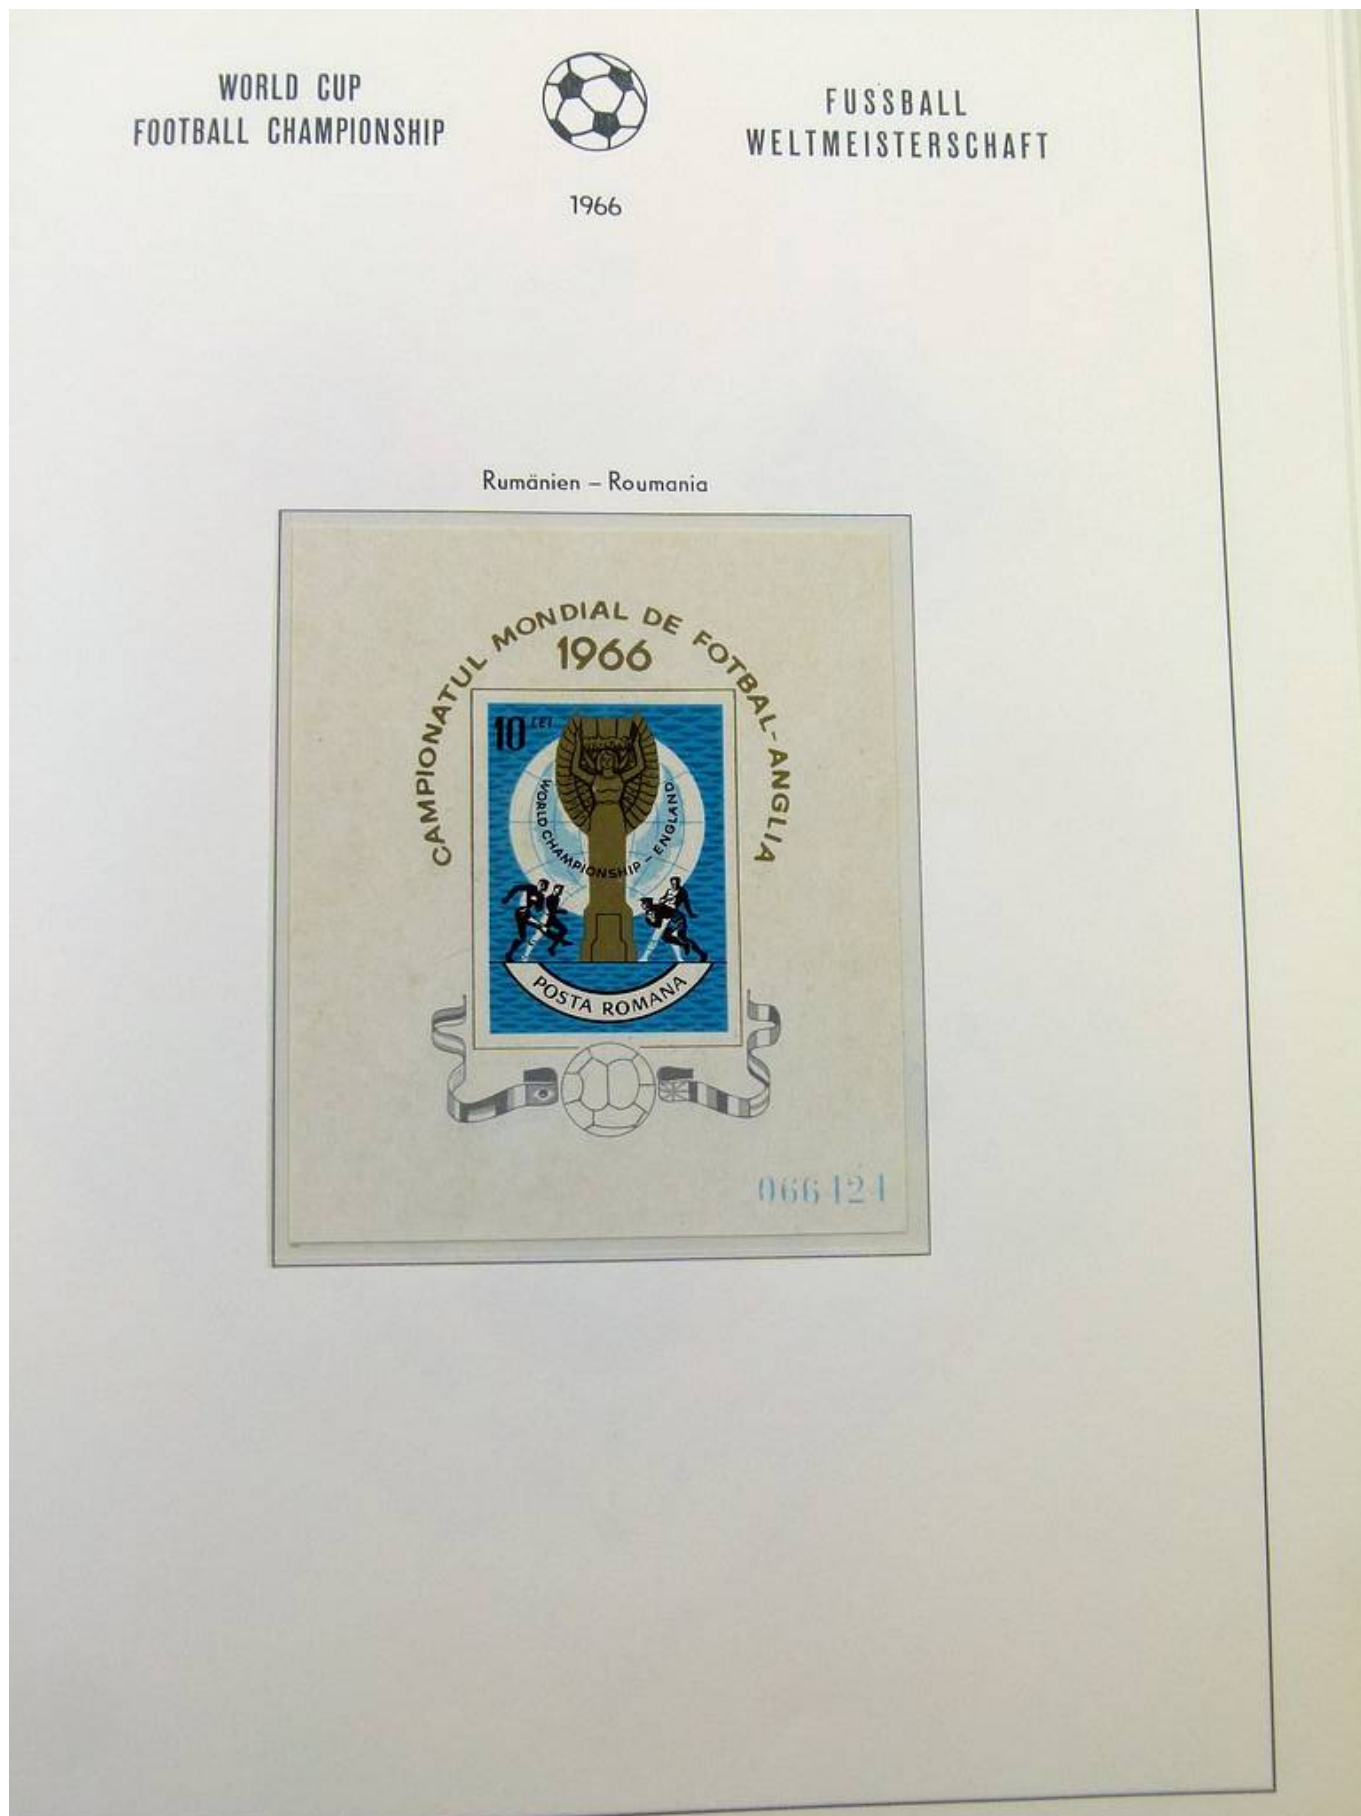 WORLD CUP
FOOTBALL CHAMPIONSHIP
FUSSBALL
WELTMEISTERSCHAFT
1966
Rumänien – Roumania
CAMPIONATUL MONDIAL DE FOTBAL-ANGLIA
1966
10 LEI
WORLD CHAMPIONSHIP – ENGLAND
POSTA ROMANA
066424